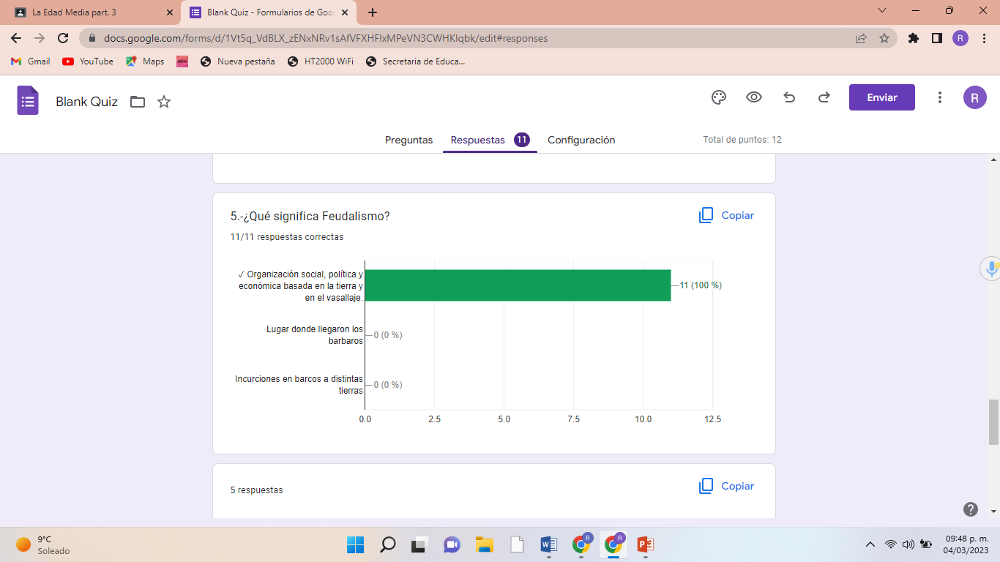 La Edad Media part. 3
Blank Quiz - Formularios de Goo
docs.google.com/forms/d/1Vt5q_VdBLX_zENxNRv1sAfVFXHFlxMPeVN3CWHKlqbk/edit#responses
R
Gmail
YouTube
Maps
NEW
Nueva pestaña
HT2000 WiFi
Secretaria de Educa...
Blank Quiz
Enviar
R
Preguntas
Respuestas 11
Configuración
Total de puntos: 12
5.-¿Qué significa Feudalismo?
Copiar
11/11 respuestas correctas
✓ Organización social, política y
económica basada en la tierra y
en el vasallaje.
11 (100 %)
Lugar donde llegaron los
barbaros
0 (0 %)
Incurciones en barcos a distintas
tierras
0 (0 %)
0.0 2.5 5.0 7.5 10.0 12.5
5 respuestas
Copiar
9°C
Soleado
R
R
09:48 p. m.
04/03/2023